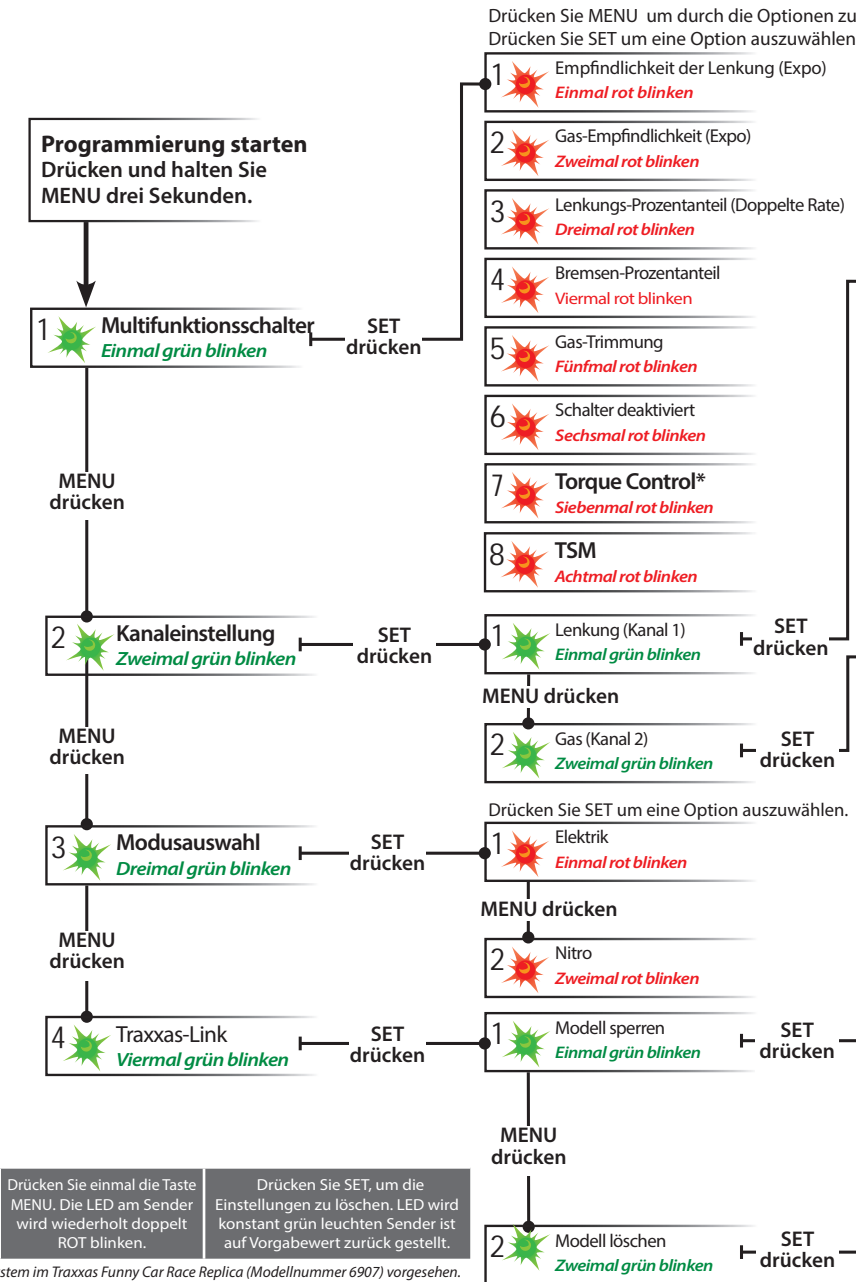 Drücken Sie MENU um durch die Optionen zu
Drücken Sie SET um eine Option auszuwählen
1 Empfindlichkeit der Lenkung (Expo)
Einmal rot blinken
Programmierung starten
Drücken und halten Sie
MENU drei Sekunden.
2 Gas-Empfindlichkeit (Expo)
Zweimal rot blinken
3 Lenkungs-Prozentanteil (Doppelte Rate)
Dreimal rot blinken
4 Bremsen-Prozentanteil
Viermal rot blinken
1 Multifunktionsschalter
Einmal grün blinken
SET
drücken
5 Gas-Trimmung
Fünfmal rot blinken
6 Schalter deaktiviert
Sechsmal rot blinken
MENU
drücken
7 Torque Control*
Siebenmal rot blinken
8 TSM
Achtmal rot blinken
2 Kanaleinstellung
Zweimal grün blinken
SET
drücken
1 Lenkung (Kanal 1)
Einmal grün blinken
SET
drücken
MENU drücken
MENU
drücken
2 Gas (Kanal 2)
Zweimal grün blinken
SET
drücken
Drücken Sie SET um eine Option auszuwählen.
3 Modusauswahl
Dreimal grün blinken
SET
drücken
1 Elektrik
Einmal rot blinken
MENU drücken
MENU
drücken
2 Nitro
Zweimal rot blinken
4 Traxxas-Link
Viermal grün blinken
SET
drücken
1 Modell sperren
Einmal grün blinken
SET
drücken
MENU
drücken
Drücken Sie einmal die Taste
MENU. Die LED am Sender
wird wiederholt doppelt
ROT blinken.
Drücken Sie SET, um die
Einstellungen zu löschen. LED wird
konstant grün leuchten Sender ist
auf Vorgabewert zurück gestellt.
2 Modell löschen
Zweimal grün blinken
SET
drücken
stem im Traxxas Funny Car Race Replica (Modellnummer 6907) vorgesehen.